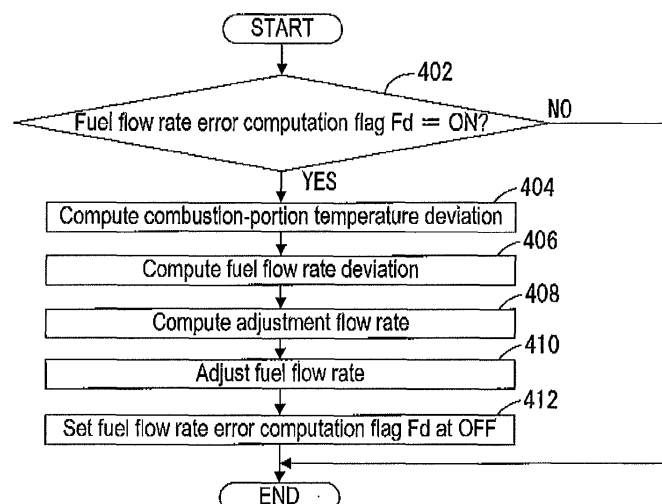 START
402
Fuel flow rate error computation flag Fd = ON?
NO
YES
404
Compute combustion-portion temperature deviation
406
Compute fuel flow rate deviation
408
Compute adjustment flow rate
410
Adjust fuel flow rate
412
Set fuel flow rate error computation flag Fd at OFF
END